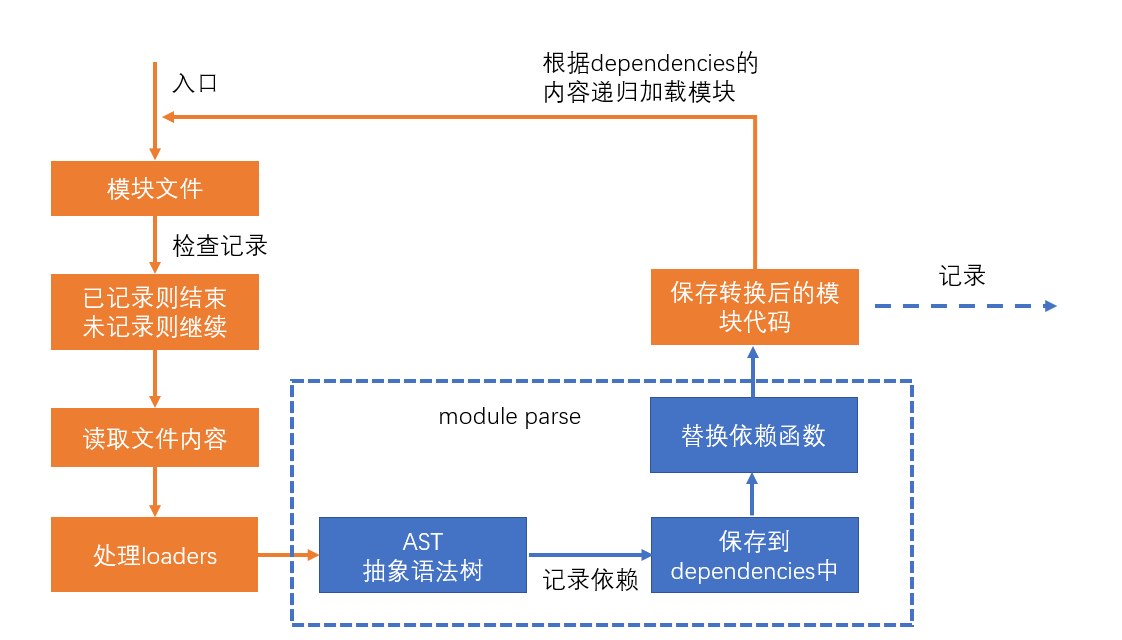 入口
根据dependencies的
内容递归加载模块
模块文件
检查记录
已记录则结束
未记录则继续
保存转换后的模
块代码
记录
读取文件内容
module parse
替换依赖函数
处理loaders
AST
抽象语法树
记录依赖
保存到
dependencies中